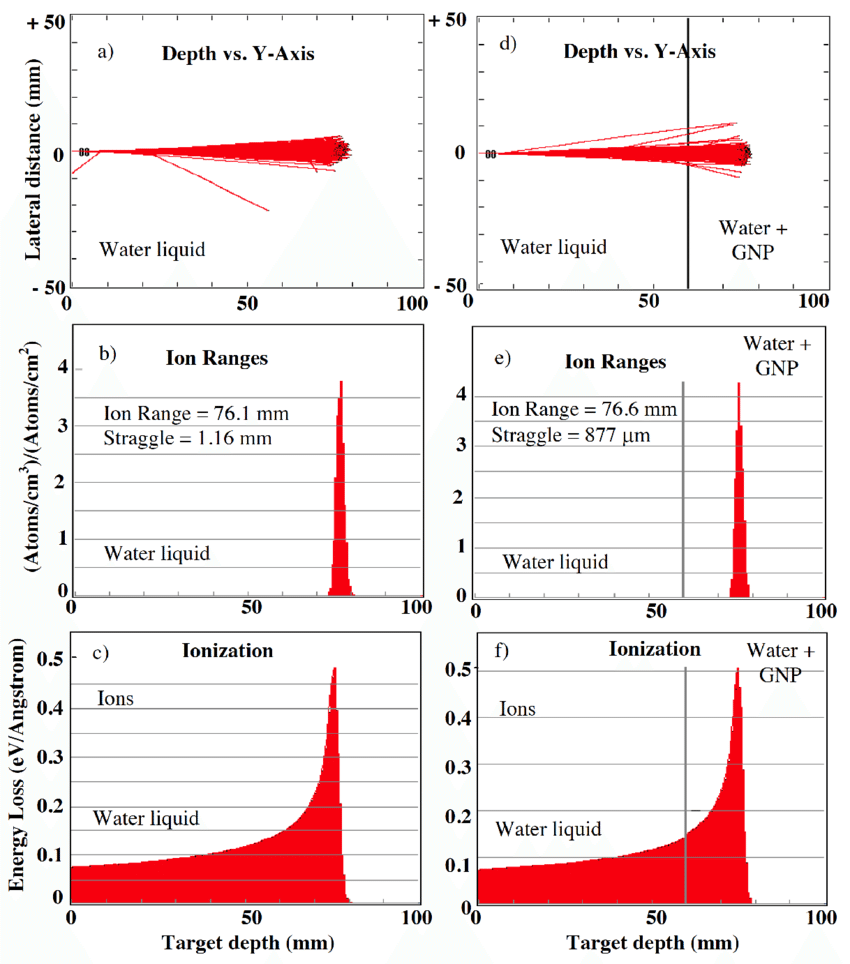 + 50
a)
Depth vs. Y-Axis
Lateral distance (mm)
0
Water liquid
- 50
0
50
100
+ 50
d)
Depth vs. Y-Axis
0
Water liquid
Water +
GNP
- 50
0
50
100
b)
Ion Ranges
4
Ion Range = 76.1 mm
3
Straggle = 1.16 mm
2
1
Water liquid
0
(Atoms/cm³)/(Atoms/cm²)
0
50
100
e)
Ion Ranges
Water +
GNP
4
Ion Range = 76.6 mm
Straggle = 877 µm
3
2
1
Water liquid
0
0
50
100
c)
Ionization
0.5
Ions
0.4
0.3
0.2
Water liquid
0.1
0
Energy Loss (eV/Angstrom)
0
50
100
Target depth (mm)
f)
Ionization
Water +
GNP
0.5
Ions
0.4
0.3
0.2
Water liquid
0.1
0
0
50
100
Target depth (mm)